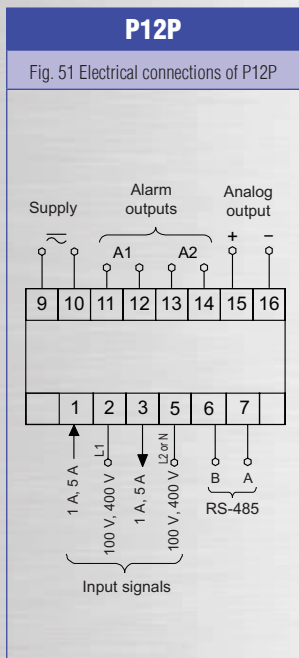 P12P
Fig. 51 Electrical connections of P12P
Supply
Alarm
outputs
Analog
output
A1 A2 + −
9 10 11 12 13 14 15 16
1 2 3 5 6 7
1 A, 5 A
L1
100 V, 400 V
1 A, 5 A
L2 or N
100 V, 400 V
B A
RS-485
Input signals